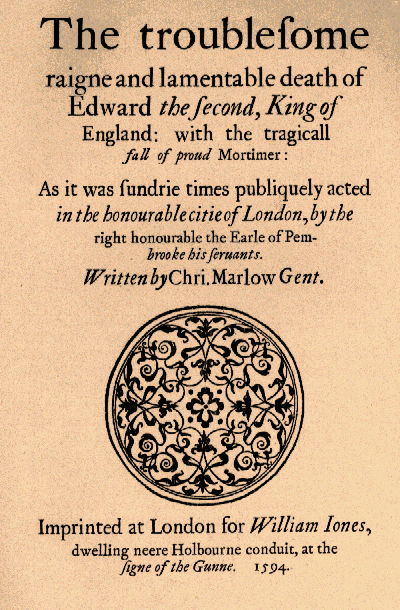 The troubleſome
raigne and lamentable death of
Edward the ſecond, King of
England: with the tragicall
fall of proud Mortimer:
As it was ſundrie times publiquely acted
in the honourable citie of London, by the
right honourable the Earle of Pem-
brooke his ſeruants.
Written by Chri. Marlow Gent.
Imprinted at London for William Iones,
dwelling neere Holbourne conduit, at the
ſigne of the Gunne. 1594.